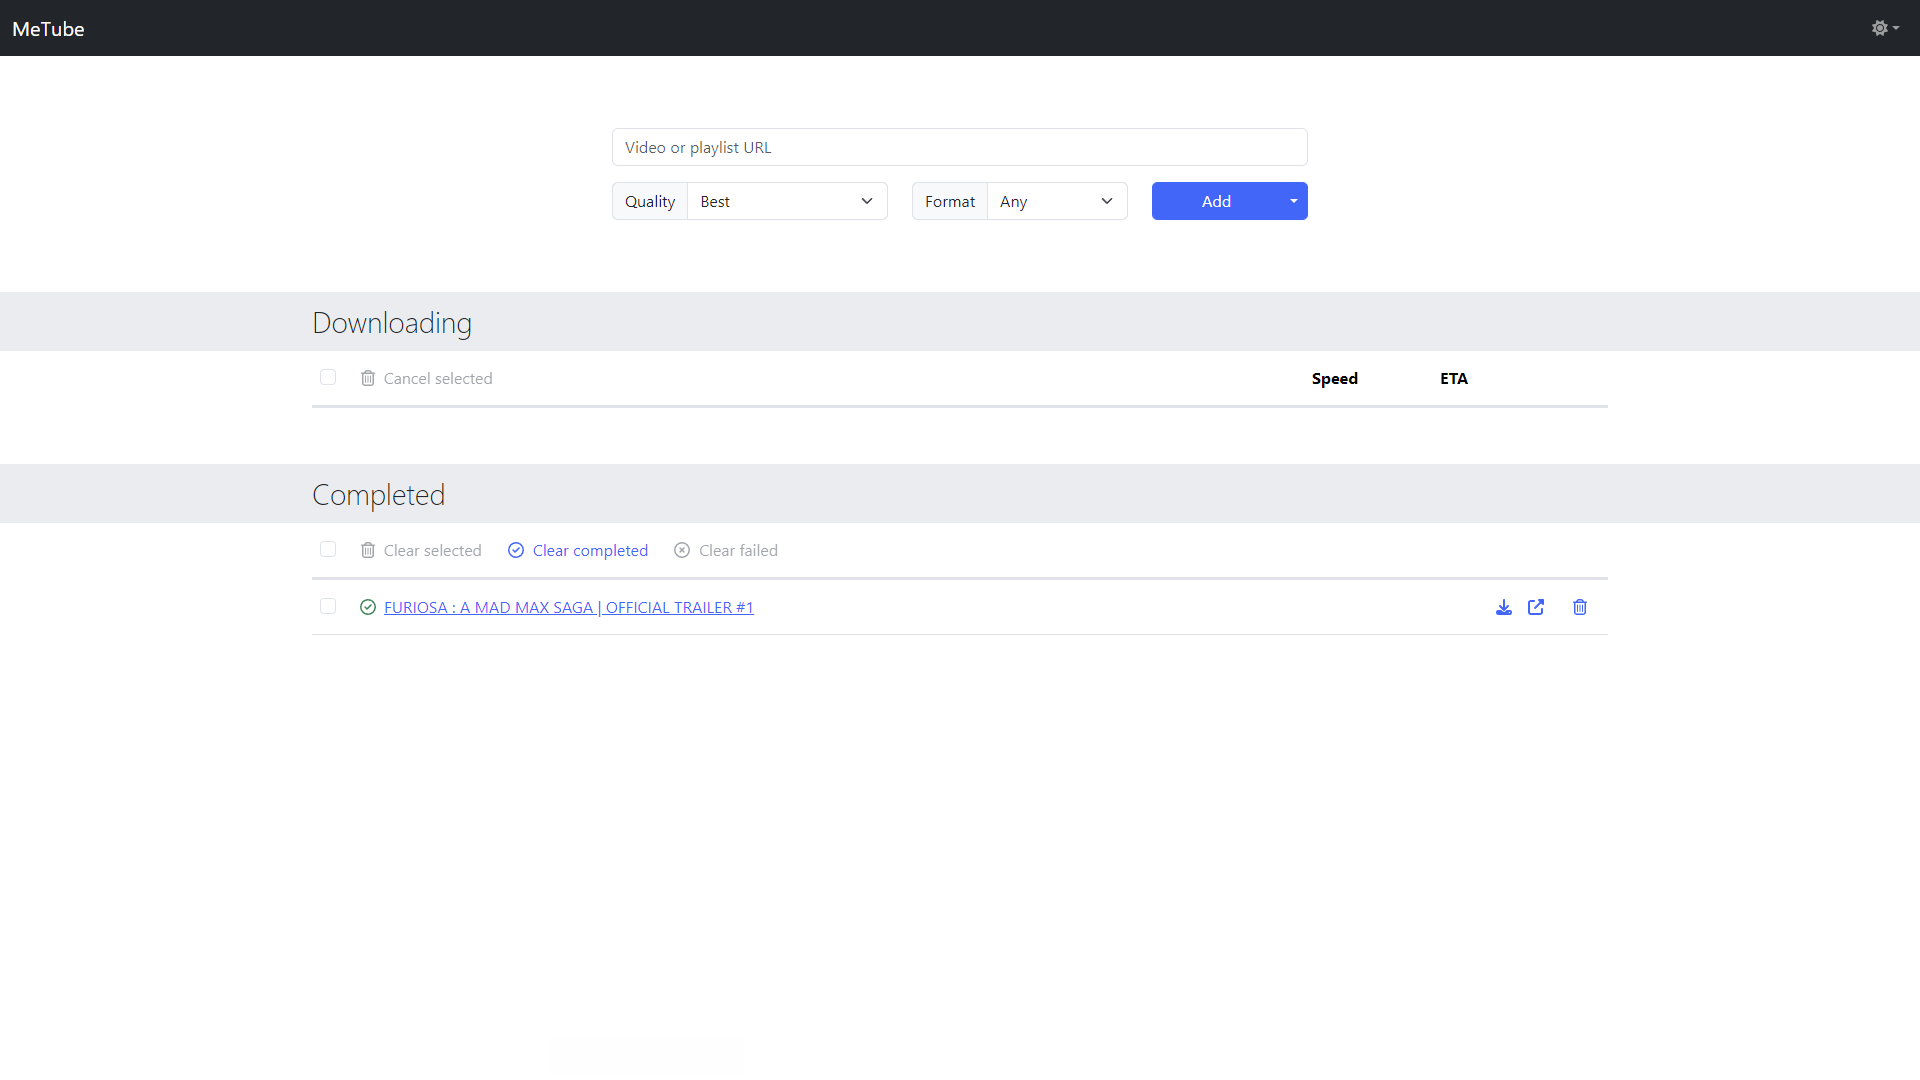 MeTube
Video or playlist URL
Quality Best Format Any Add
Downloading
Cancel selected Speed ETA
Completed
Clear selected Clear completed Clear failed
FURIOSA : A MAD MAX SAGA | OFFICIAL TRAILER #1